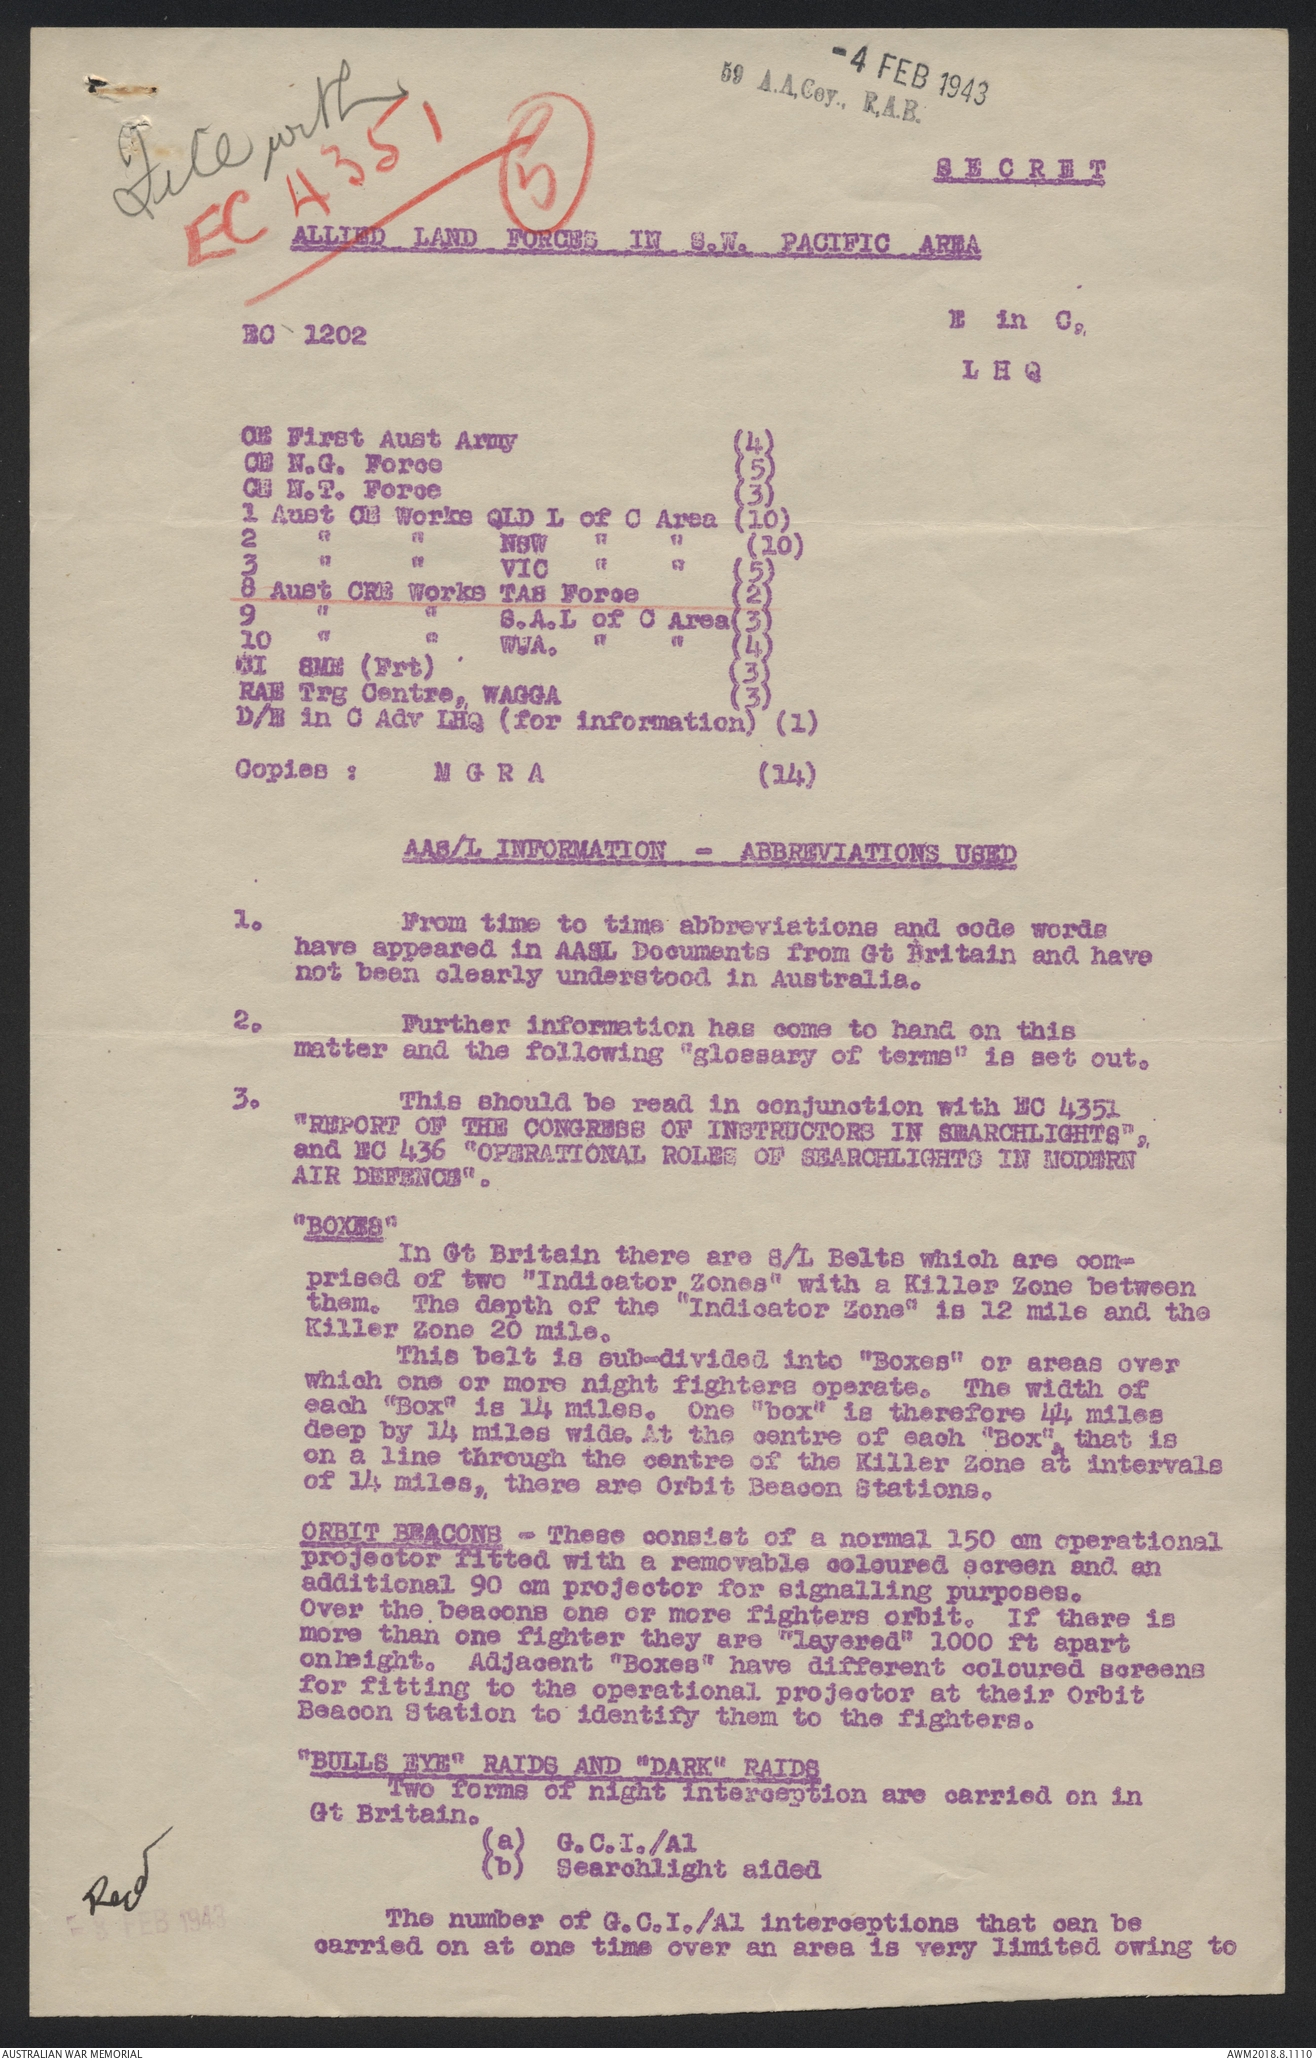 -4 FEB 1943
59 A.A.Coy., R.A.E.
File with
EC 4351
5
SECRET
ALLIED LAND FORCES IN S.W. PACIFIC AREA
EC 1202
E in C,
L H Q
CE First Aust Army (4)
CE N.G. Force (5)
CE N.T. Force (3)
1 Aust CE Works QLD L of C Area (10)
2 " " NSW " " (10)
3 " " VIC " " (5)
8 Aust CRE Works TAS Force (2)
9 " " S.A.L of C Area (3)
10 " " WWA. " " (4)
SME (Frt) (3)
RAE Trg Centre, WAGGA (3)
D/E in C Adv LHQ (for information) (1)
Copies : M G R A (14)
AAS/L INFORMATION - ABBREVIATIONS USED
1. From time to time abbreviations and code words
have appeared in AASL Documents from Gt Britain and have
not been clearly understood in Australia.
2. Further information has come to hand on this
matter and the following "glossary of terms" is set out.
3. This should be read in conjunction with EC 4351
"REPORT OF THE CONGRESS OF INSTRUCTORS IN SEARCHLIGHTS",
and EC 436 "OPERATIONAL ROLES OF SEARCHLIGHTS IN MODERN
AIR DEFENCE".
"BOXES"
In Gt Britain there are S/L Belts which are com-
prised of two "Indicator Zones" with a Killer Zone between
them. The depth of the "Indicator Zone" is 12 mile and the
Killer Zone 20 mile.
This belt is sub-divided into "Boxes" or areas over
which one or more night fighters operate. The width of
each "Box" is 14 miles. One "box" is therefore 44 miles
deep by 14 miles wide. At the centre of each "Box", that is
on a line through the centre of the Killer Zone at intervals
of 14 miles, there are Orbit Beacon Stations.
ORBIT BEACONS - These consist of a normal 150 cm operational
projector fitted with a removable coloured screen and an
additional 90 cm projector for signalling purposes.
Over the beacons one or more fighters orbit. If there is
more than one fighter they are "layered" 1000 ft apart
onheight. Adjacent "Boxes" have different coloured screens
for fitting to the operational projector at their Orbit
Beacon Station to identify them to the fighters.
"BULLS EYE" RAIDS AND "DARK" RAIDS
Two forms of night interception are carried on in
Gt Britain.
(a) G.C.I./Al
(b) Searchlight aided
Recd
8 FEB 1943
The number of G.C.I./Al interceptions that can be
carried on at one time over an area is very limited owing to
AUSTRALIAN WAR MEMORIAL
AWM2018.8.1110